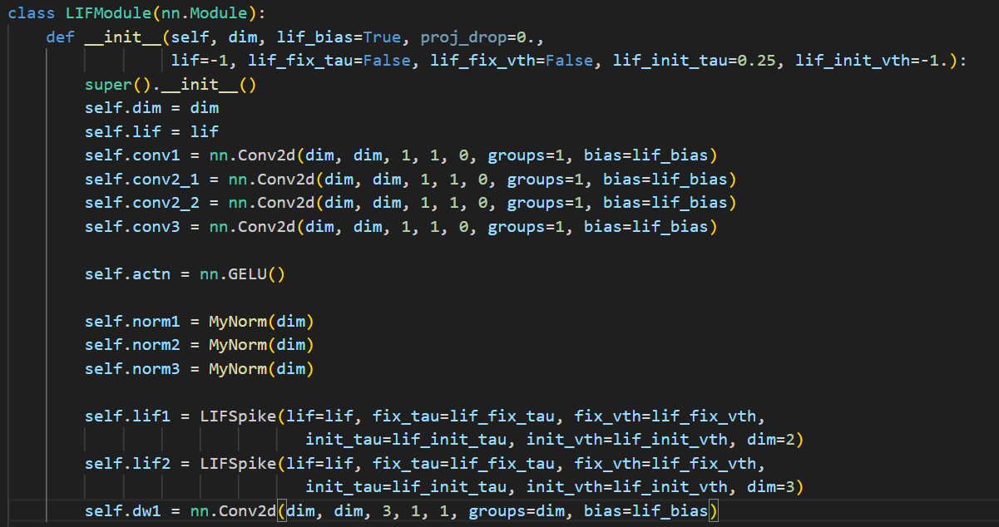 class LIFModule(nn.Module):
    def __init__(self, dim, lif_bias=True, proj_drop=0.,
                 lif=-1, lif_fix_tau=False, lif_fix_vth=False, lif_init_tau=0.25, lif_init_vth=-1.):
        super().__init__()
        self.dim = dim
        self.lif = lif
        self.conv1 = nn.Conv2d(dim, dim, 1, 1, 0, groups=1, bias=lif_bias)
        self.conv2_1 = nn.Conv2d(dim, dim, 1, 1, 0, groups=1, bias=lif_bias)
        self.conv2_2 = nn.Conv2d(dim, dim, 1, 1, 0, groups=1, bias=lif_bias)
        self.conv3 = nn.Conv2d(dim, dim, 1, 1, 0, groups=1, bias=lif_bias)

        self.actn = nn.GELU()

        self.norm1 = MyNorm(dim)
        self.norm2 = MyNorm(dim)
        self.norm3 = MyNorm(dim)

        self.lif1 = LIFSpike(lif=lif, fix_tau=lif_fix_tau, fix_vth=lif_fix_vth,
                               init_tau=lif_init_tau, init_vth=lif_init_vth, dim=2)
        self.lif2 = LIFSpike(lif=lif, fix_tau=lif_fix_tau, fix_vth=lif_fix_vth,
                               init_tau=lif_init_tau, init_vth=lif_init_vth, dim=3)
        self.dw1 = nn.Conv2d(dim, dim, 3, 1, 1, groups=dim, bias=lif_bias)